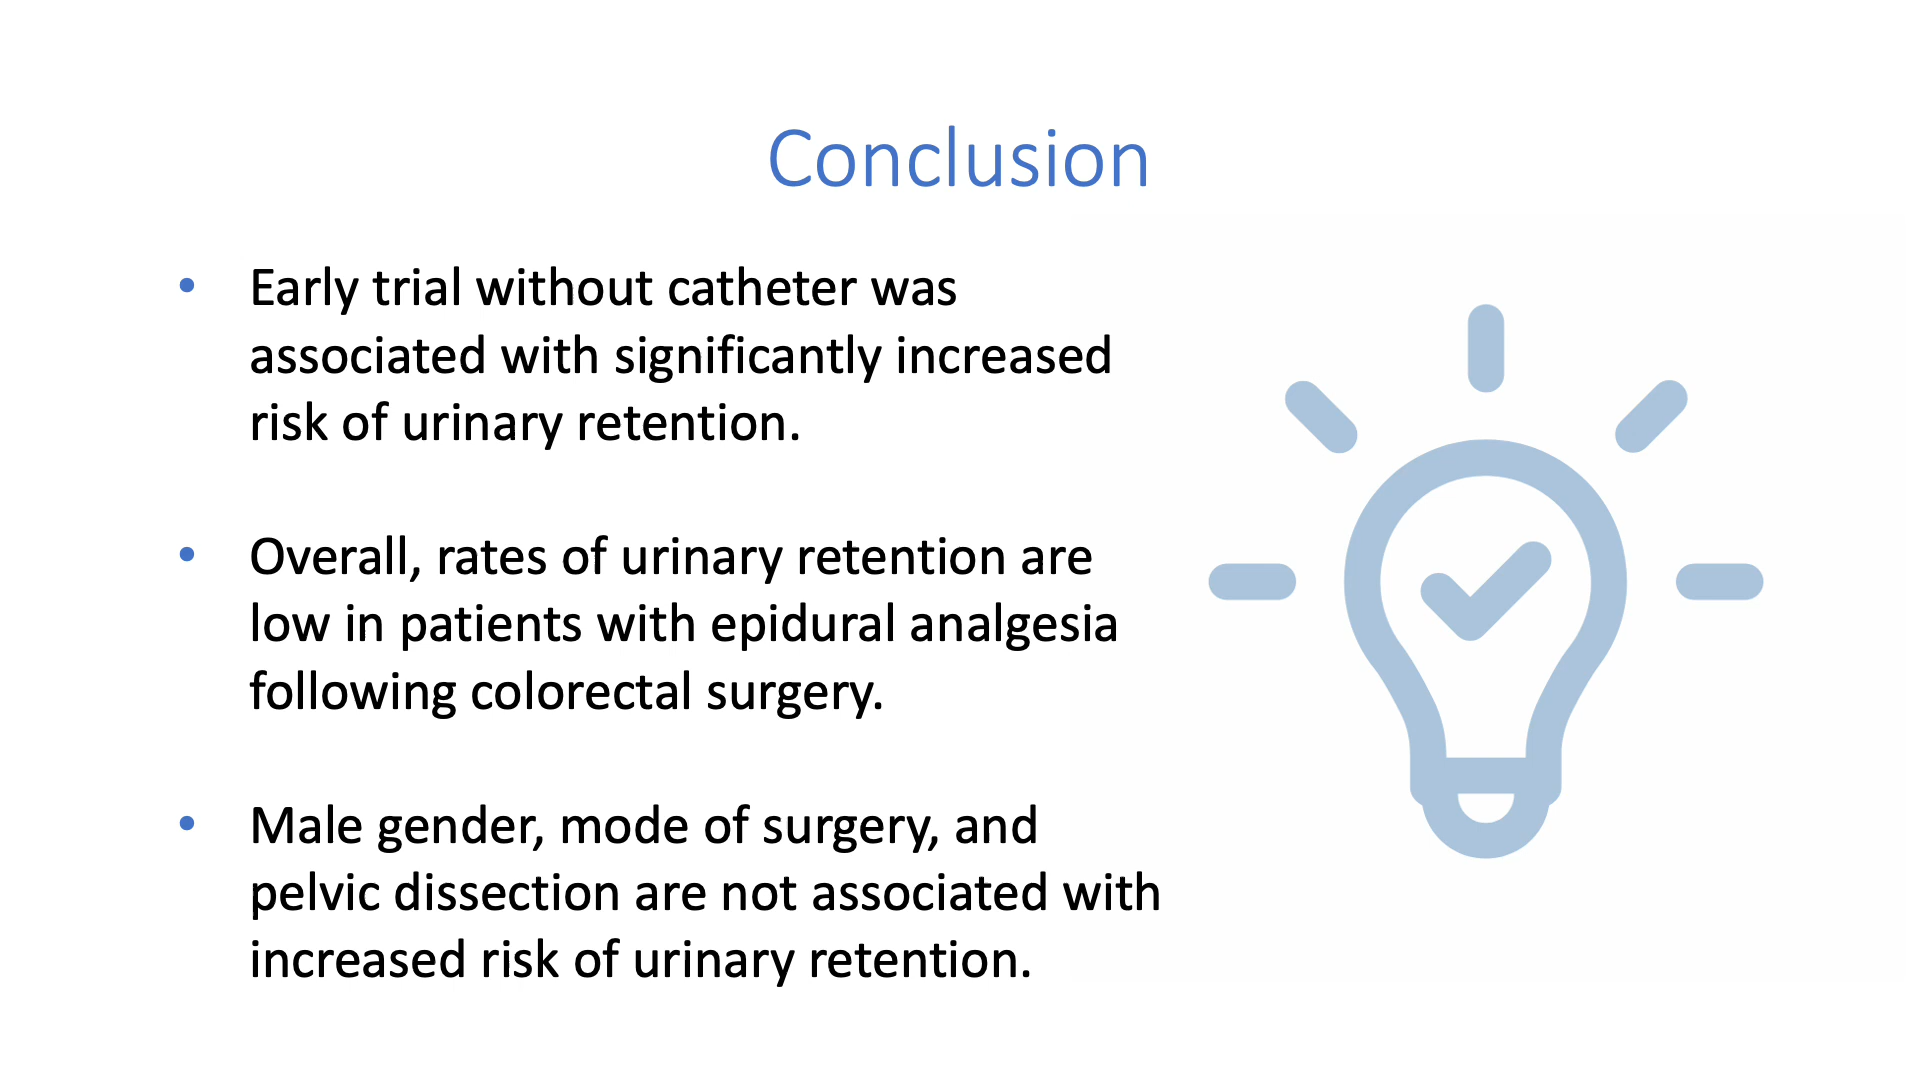 Conclusion
• Early trial without catheter was
associated with significantly increased
risk of urinary retention.
• Overall, rates of urinary retention are
low in patients with epidural analgesia
following colorectal surgery.
• Male gender, mode of surgery, and
pelvic dissection are not associated with
increased risk of urinary retention.